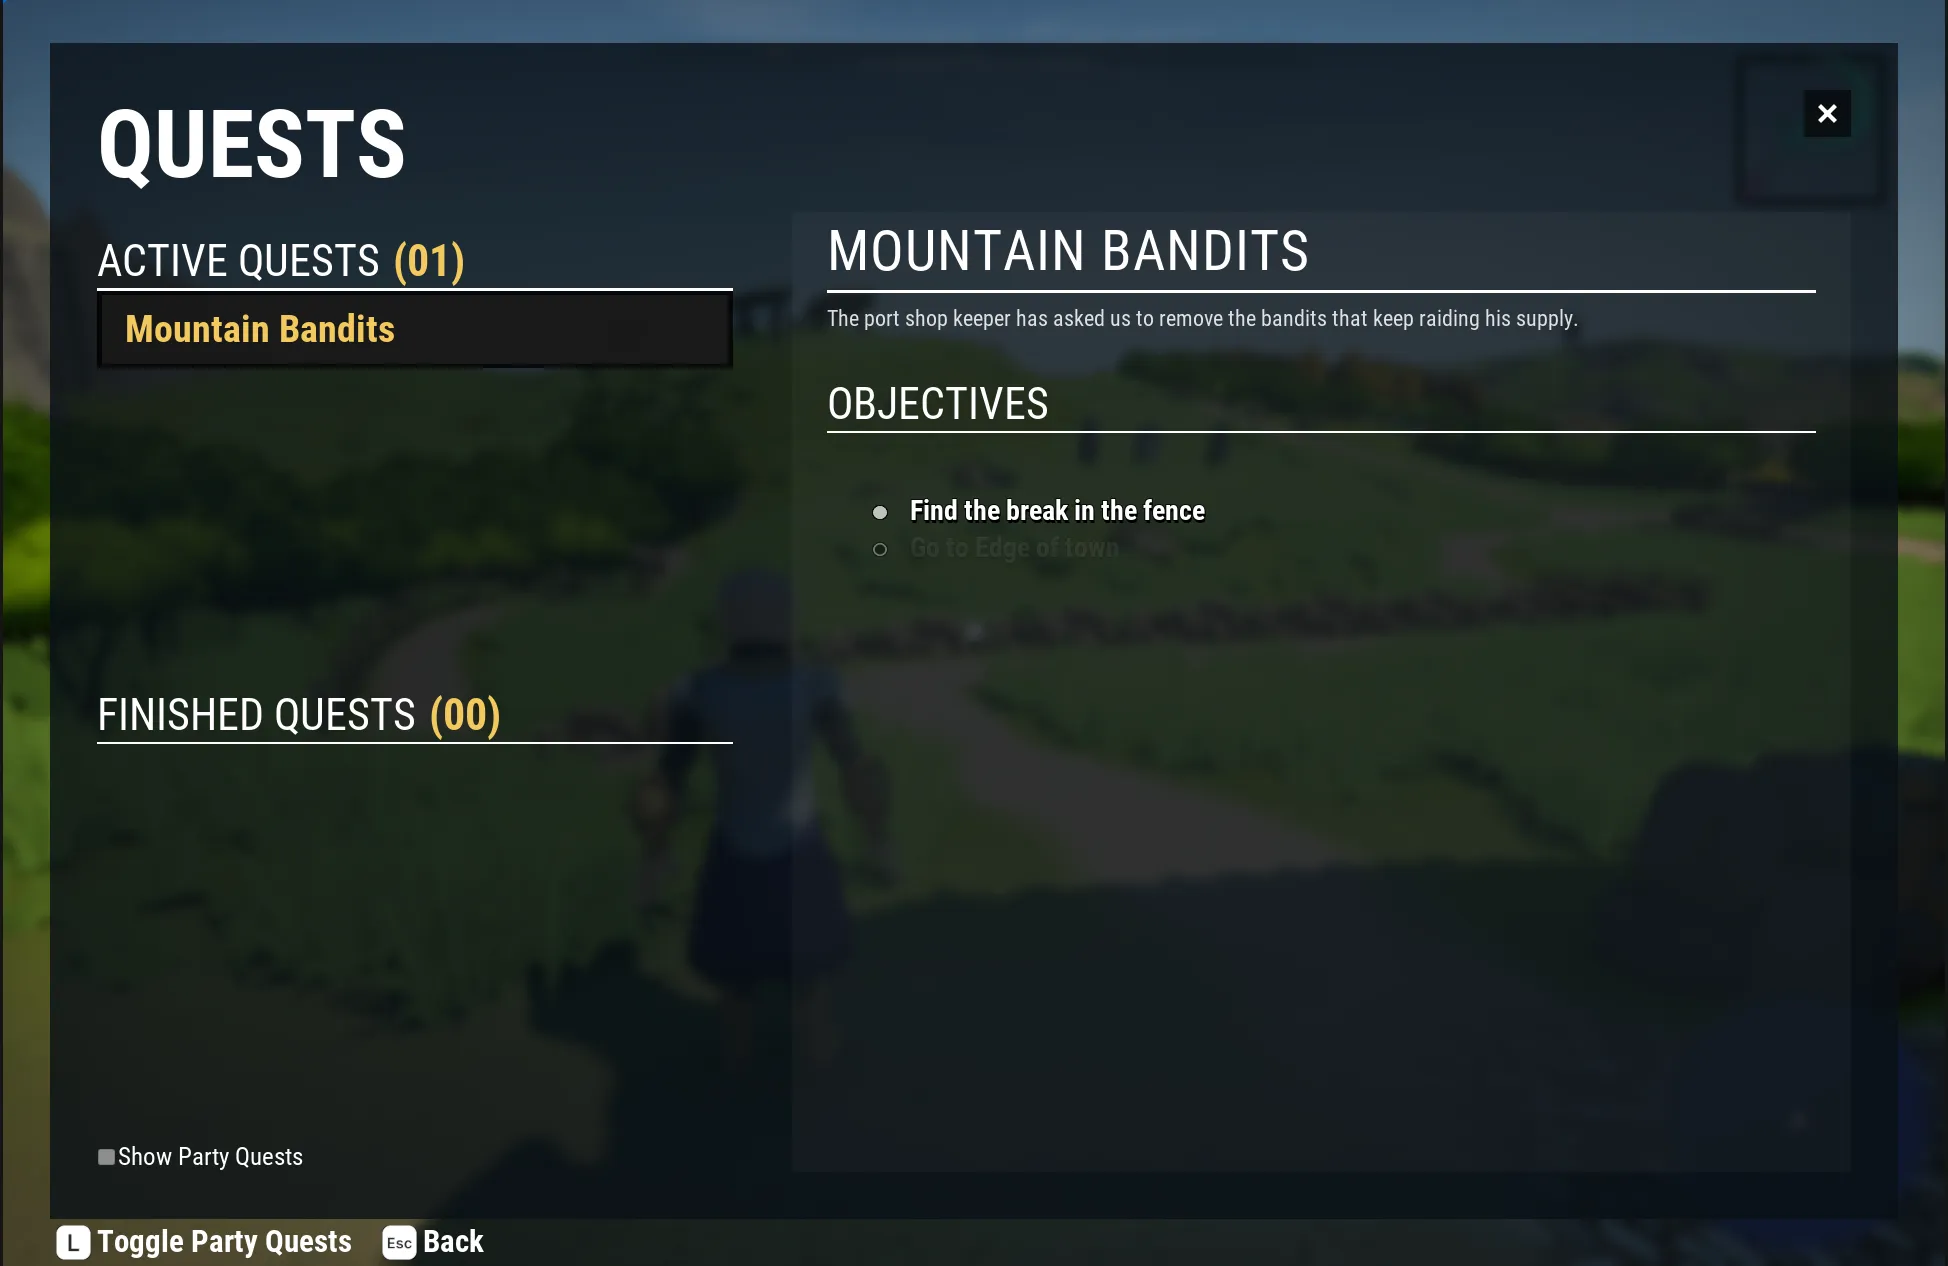 QUESTS
ACTIVE QUESTS (01)
Mountain Bandits
FINISHED QUESTS (00)
Show Party Quests
MOUNTAIN BANDITS
The port shop keeper has asked us to remove the bandits that keep raiding his supply.
OBJECTIVES
Find the break in the fence
Go to Edge of town
L Toggle Party Quests Esc Back